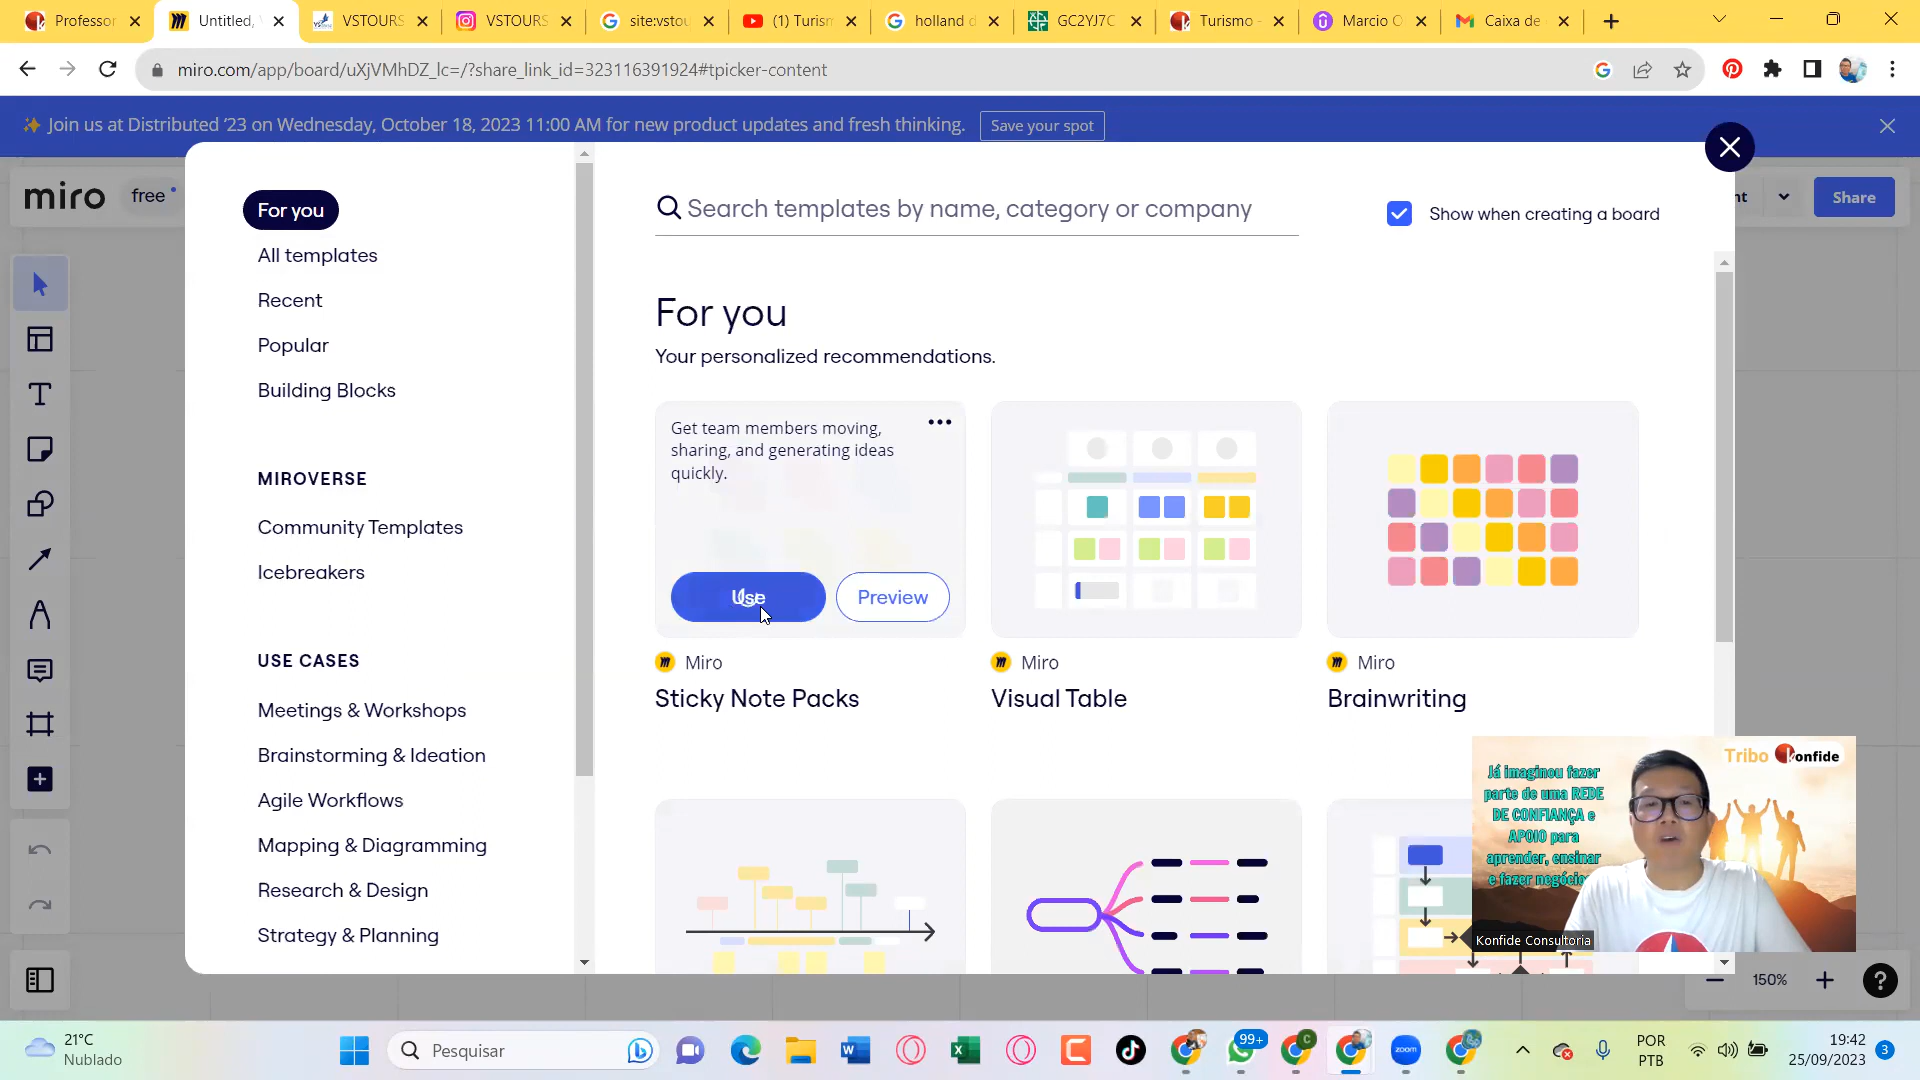 Professor
Untitled,
VSTOURS
VSTOURS
site:vstou
(1) Turism
holland d
GC2YJ7C
Turismo -
Marcio O
Caixa de
miro.com/app/board/uXjVMhDZ_lc=/?share_link_id=323116391924#tpicker-content
✨ Join us at Distributed '23 on Wednesday, October 18, 2023 11:00 AM for new product updates and fresh thinking.
Save your spot
miro
free
nt
Share
For you
All templates
Recent
Popular
Building Blocks
MIROVERSE
Community Templates
Icebreakers
USE CASES
Meetings & Workshops
Brainstorming & Ideation
Agile Workflows
Mapping & Diagramming
Research & Design
Strategy & Planning
Search templates by name, category or company
Show when creating a board
For you
Your personalized recommendations.
Get team members moving,
sharing, and generating ideas
quickly.
Use
Preview
Miro
Sticky Note Packs
Miro
Visual Table
Miro
Brainwriting
Tribo Konfide
Já imaginou fazer
parte de uma REDE
DE CONFIANÇA e
APOIO para
aprender, ensinar
e fazer negócio
Konfide Consultoria
150%
21°C
Nublado
Pesquisar
99+
zoom
POR
PTB
19:42
25/09/2023
3